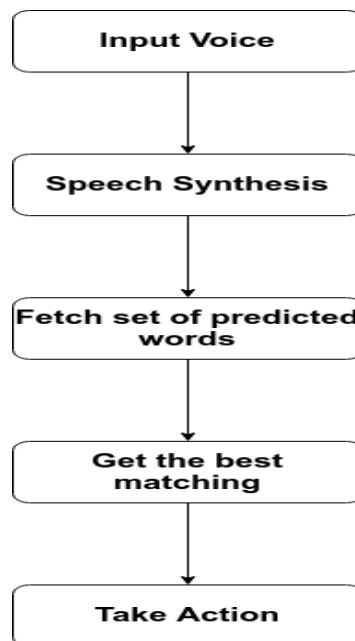 Input Voice
Speech Synthesis
Fetch set of predicted
words
Get the best
matching
Take Action